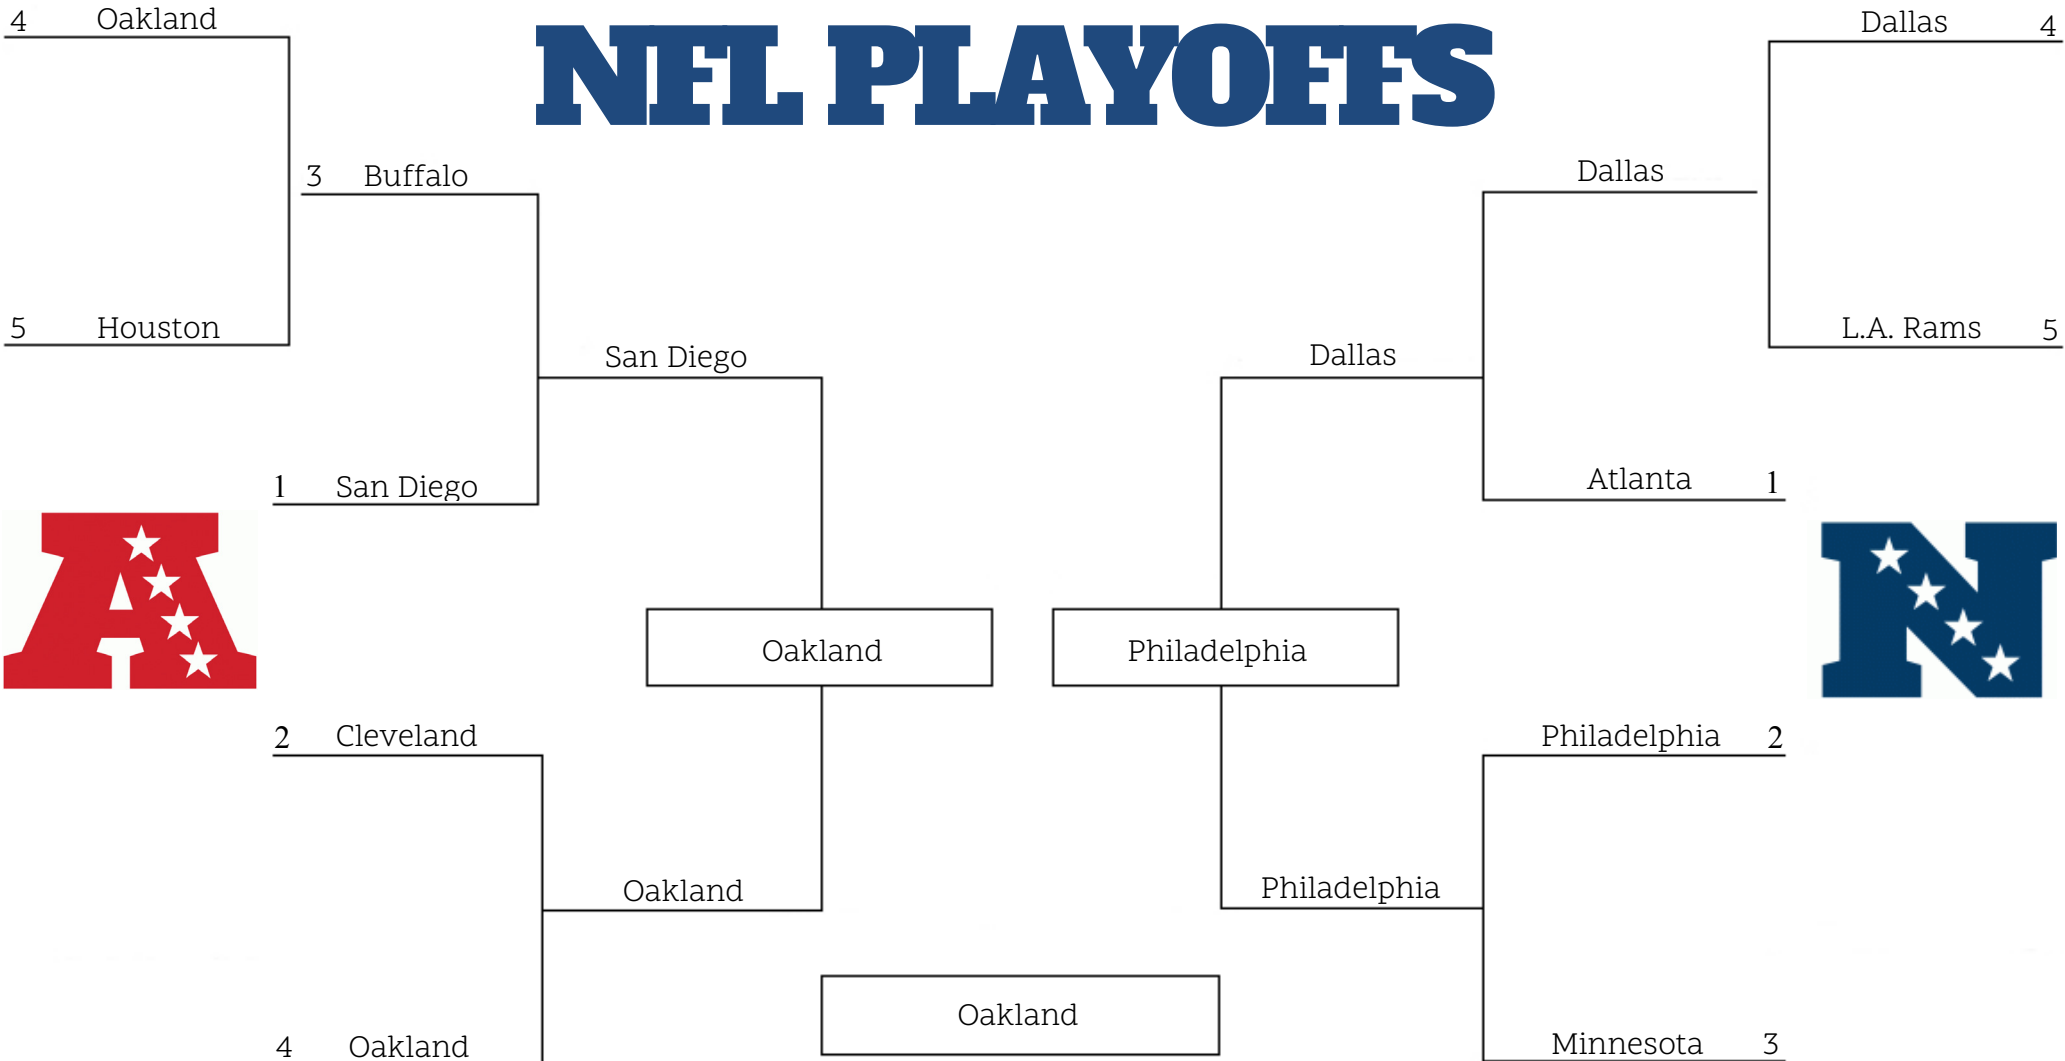 NFL PLAYOFFS
4 Oakland
Dallas 4
3 Buffalo
Dallas
5 Houston
L.A. Rams 5
San Diego
Dallas
1 San Diego
Atlanta 1
A
N
Oakland
Philadelphia
2 Cleveland
Philadelphia 2
Oakland
Philadelphia
Oakland
4 Oakland
Minnesota 3